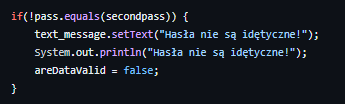 if(!pass.equals(secondpass)) {
    text_message.setText("Hasła nie są idętyczne!");
    System.out.println("Hasła nie są idętyczne!");
    areDataValid = false;
}